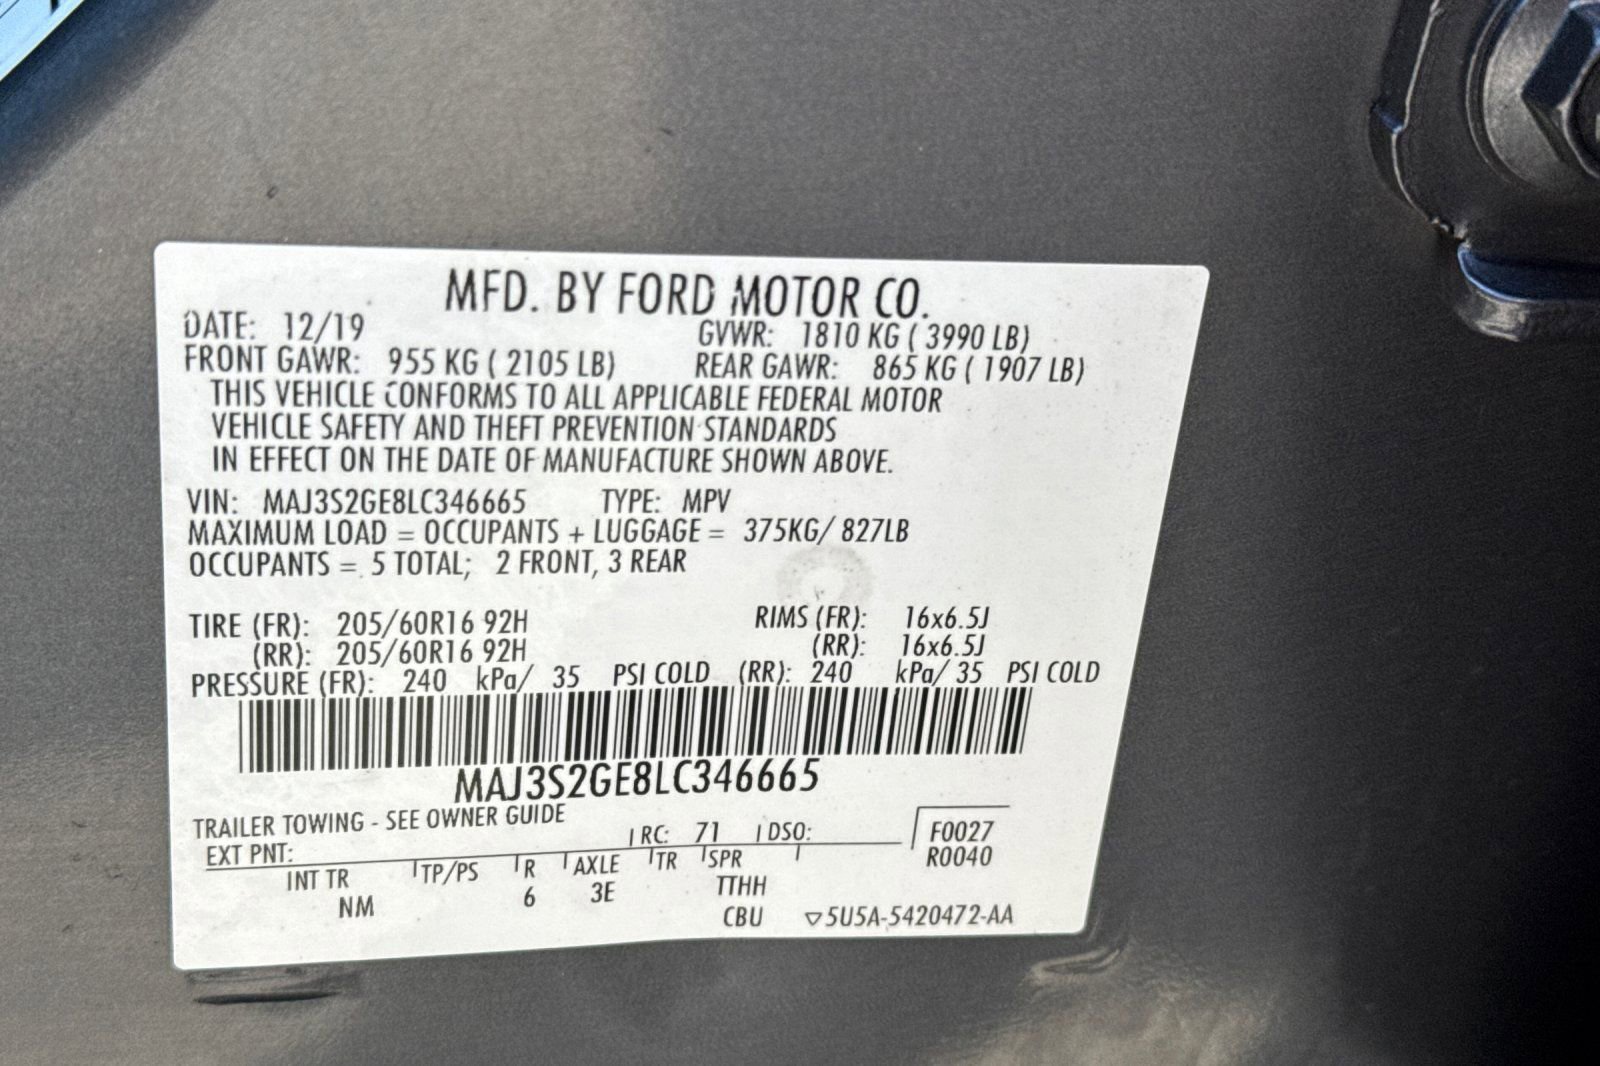 MFD. BY FORD MOTOR CO.
DATE: 12/19 GVWR: 1810 KG ( 3990 LB)
FRONT GAWR: 955 KG ( 2105 LB) REAR GAWR: 865 KG ( 1907 LB)
THIS VEHICLE CONFORMS TO ALL APPLICABLE FEDERAL MOTOR
VEHICLE SAFETY AND THEFT PREVENTION STANDARDS
IN EFFECT ON THE DATE OF MANUFACTURE SHOWN ABOVE.
VIN: MAJ3S2GE8LC346665 TYPE: MPV
MAXIMUM LOAD = OCCUPANTS + LUGGAGE = 375KG/ 827LB
OCCUPANTS = 5 TOTAL; 2 FRONT, 3 REAR
TIRE (FR): 205/60R16 92H RIMS (FR): 16x6.5J
(RR): 205/60R16 92H (RR): 16x6.5J
PRESSURE (FR): 240 kPa/ 35 PSI COLD (RR): 240 kPa/ 35 PSI COLD
MAJ3S2GE8LC346665
TRAILER TOWING - SEE OWNER GUIDE
EXT PNT: RC: 71 DSO: F0027
R0040
INT TR TP/PS R AXLE TR SPR
NM 6 3E TTHH
CBU ▽5U5A-5420472-AA